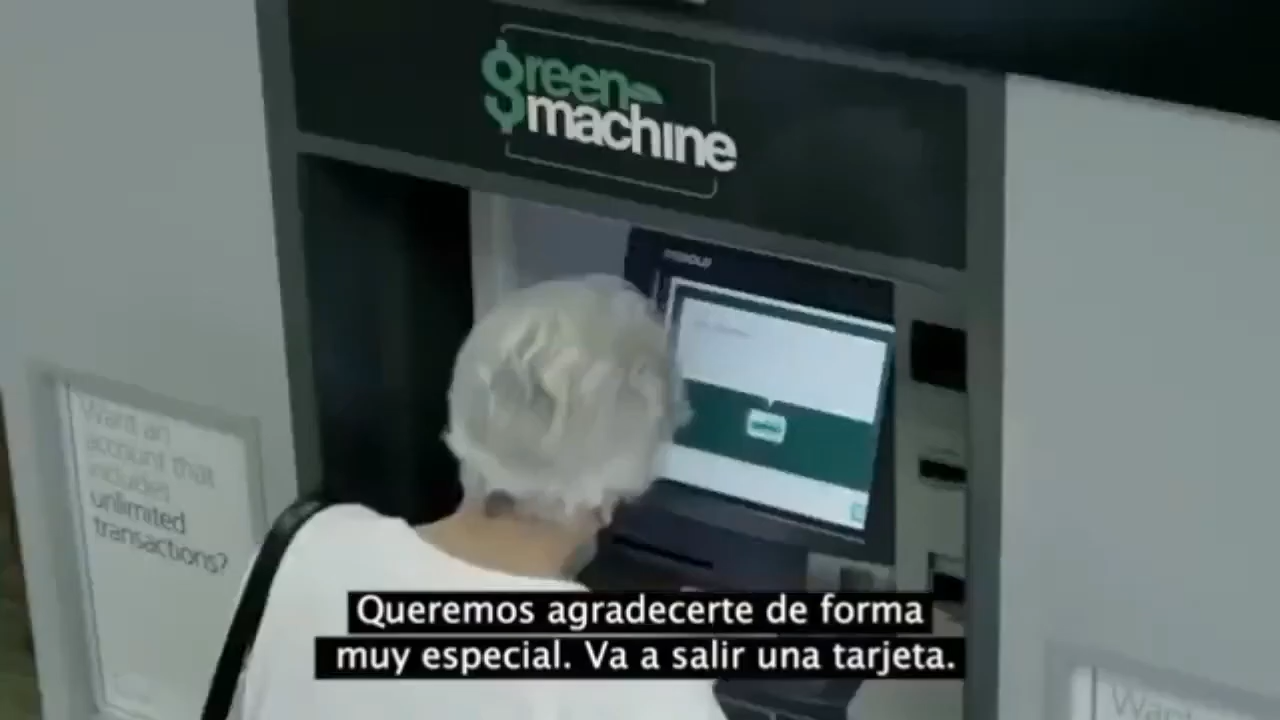 green
machine
Want an
account that
includes
unlimited
transactions?
Queremos agradecerte de forma
muy especial. Va a salir una tarjeta.